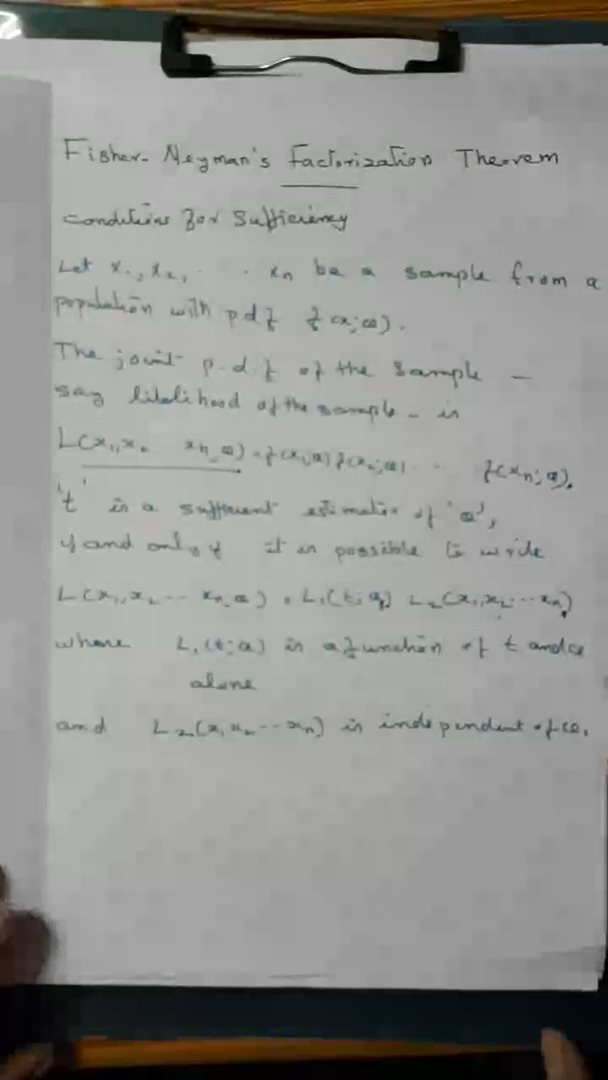 Fisher-Neyman's Factorization Theorem
Conditions for Sufficiency
Let x₁, x₂, . . . xn be a sample from a
population with pdf f(x;θ).
The joint p.d.f of the sample –
say likelihood of the sample - is
L(x₁,x₂ xn,θ) = f(x₁,θ) f(x₂;θ) . . f(xn;θ).
't' is a sufficient estimator of 'θ',
if and only if it is possible to write
L(x₁,x₂ ... xn,θ) = L₁(t;θ) L₂(x₁,x₂...xn)
where L₁(t;θ) is a function of t and θ
alone
and L₂(x₁ x₂...xn) is independent of θ.